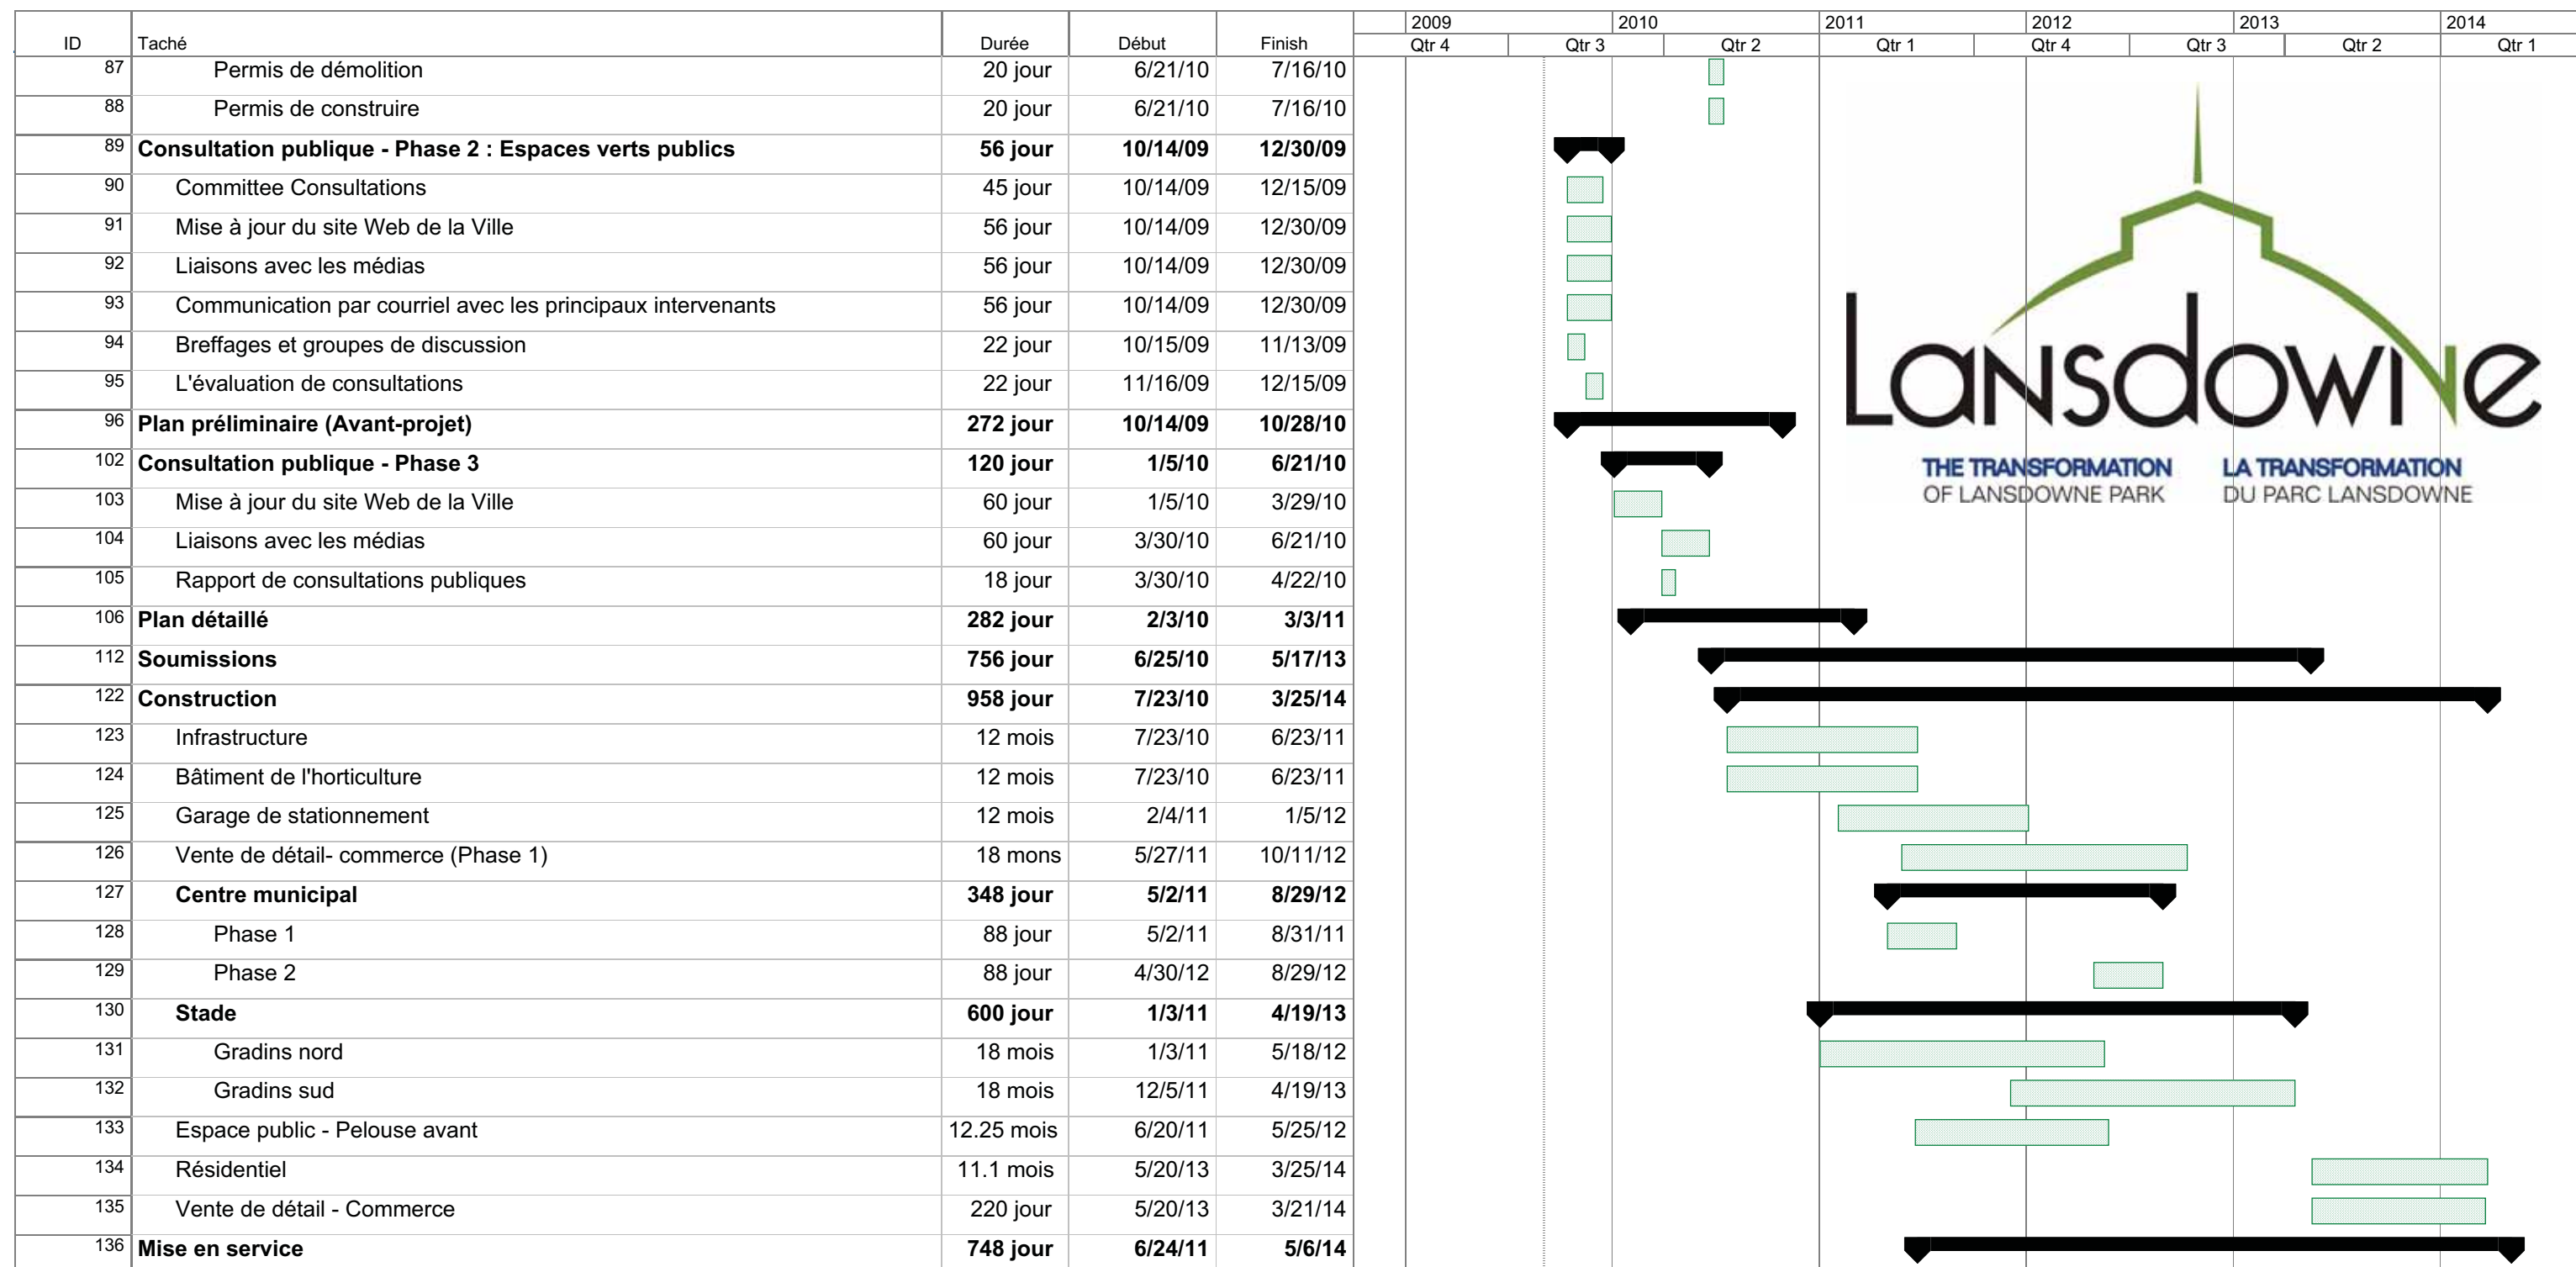 2009 2010 2011 2012 2013 2014
ID Taché Durée Début Finish Qtr 4 Qtr 3 Qtr 2 Qtr 1 Qtr 4 Qtr 3 Qtr 2 Qtr 1
87 Permis de démolition 20 jour 6/21/10 7/16/10
88 Permis de construire 20 jour 6/21/10 7/16/10
89 Consultation publique - Phase 2 : Espaces verts publics 56 jour 10/14/09 12/30/09
90 Committee Consultations 45 jour 10/14/09 12/15/09
91 Mise à jour du site Web de la Ville 56 jour 10/14/09 12/30/09
92 Liaisons avec les médias 56 jour 10/14/09 12/30/09
93 Communication par courriel avec les principaux intervenants 56 jour 10/14/09 12/30/09
94 Breffages et groupes de discussion 22 jour 10/15/09 11/13/09
95 L'évaluation de consultations 22 jour 11/16/09 12/15/09
96 Plan préliminaire (Avant-projet) 272 jour 10/14/09 10/28/10
102 Consultation publique - Phase 3 120 jour 1/5/10 6/21/10
103 Mise à jour du site Web de la Ville 60 jour 1/5/10 3/29/10
104 Liaisons avec les médias 60 jour 3/30/10 6/21/10
105 Rapport de consultations publiques 18 jour 3/30/10 4/22/10
106 Plan détaillé 282 jour 2/3/10 3/3/11
112 Soumissions 756 jour 6/25/10 5/17/13
122 Construction 958 jour 7/23/10 3/25/14
123 Infrastructure 12 mois 7/23/10 6/23/11
124 Bâtiment de l'horticulture 12 mois 7/23/10 6/23/11
125 Garage de stationnement 12 mois 2/4/11 1/5/12
126 Vente de détail- commerce (Phase 1) 18 mons 5/27/11 10/11/12
127 Centre municipal 348 jour 5/2/11 8/29/12
128 Phase 1 88 jour 5/2/11 8/31/11
129 Phase 2 88 jour 4/30/12 8/29/12
130 Stade 600 jour 1/3/11 4/19/13
131 Gradins nord 18 mois 1/3/11 5/18/12
132 Gradins sud 18 mois 12/5/11 4/19/13
133 Espace public - Pelouse avant 12.25 mois 6/20/11 5/25/12
134 Résidentiel 11.1 mois 5/20/13 3/25/14
135 Vente de détail - Commerce 220 jour 5/20/13 3/21/14
136 Mise en service 748 jour 6/24/11 5/6/14
Lansdowne
THE TRANSFORMATION
OF LANSDOWNE PARK
LA TRANSFORMATION
DU PARC LANSDOWNE